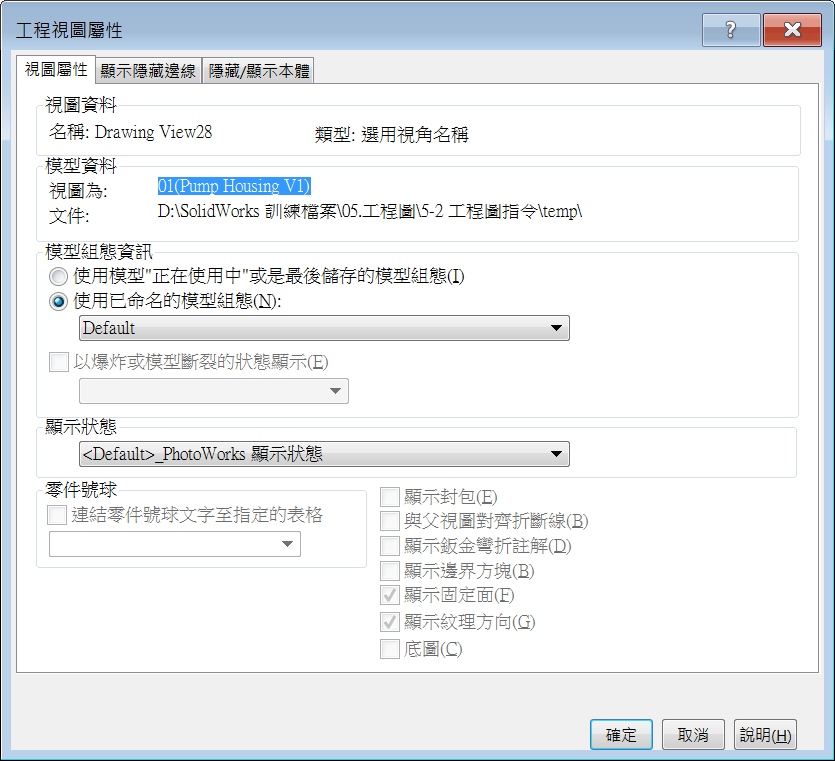 工程視圖屬性
?
視圖屬性 顯示隱藏邊線 隱藏/顯示本體
視圖資料
名稱: Drawing View28 類型: 選用視角名稱
模型資料
視圖為: 01(Pump Housing V1)
文件: D:\SolidWorks 訓練檔案\05.工程圖\5-2 工程圖指令\temp\
模型組態資訊
使用模型"正在使用中"或是最後儲存的模型組態(I)
使用已命名的模型組態(N):
Default
以爆炸或模型斷裂的狀態顯示(E)
顯示狀態
<Default>_PhotoWorks 顯示狀態
零件號球
連結零件號球文字至指定的表格
顯示封包(E)
與父視圖對齊折斷線(B)
顯示鈑金彎折註解(D)
顯示邊界方塊(B)
顯示固定面(F)
顯示紋理方向(G)
底圖(C)
確定 取消 說明(H)